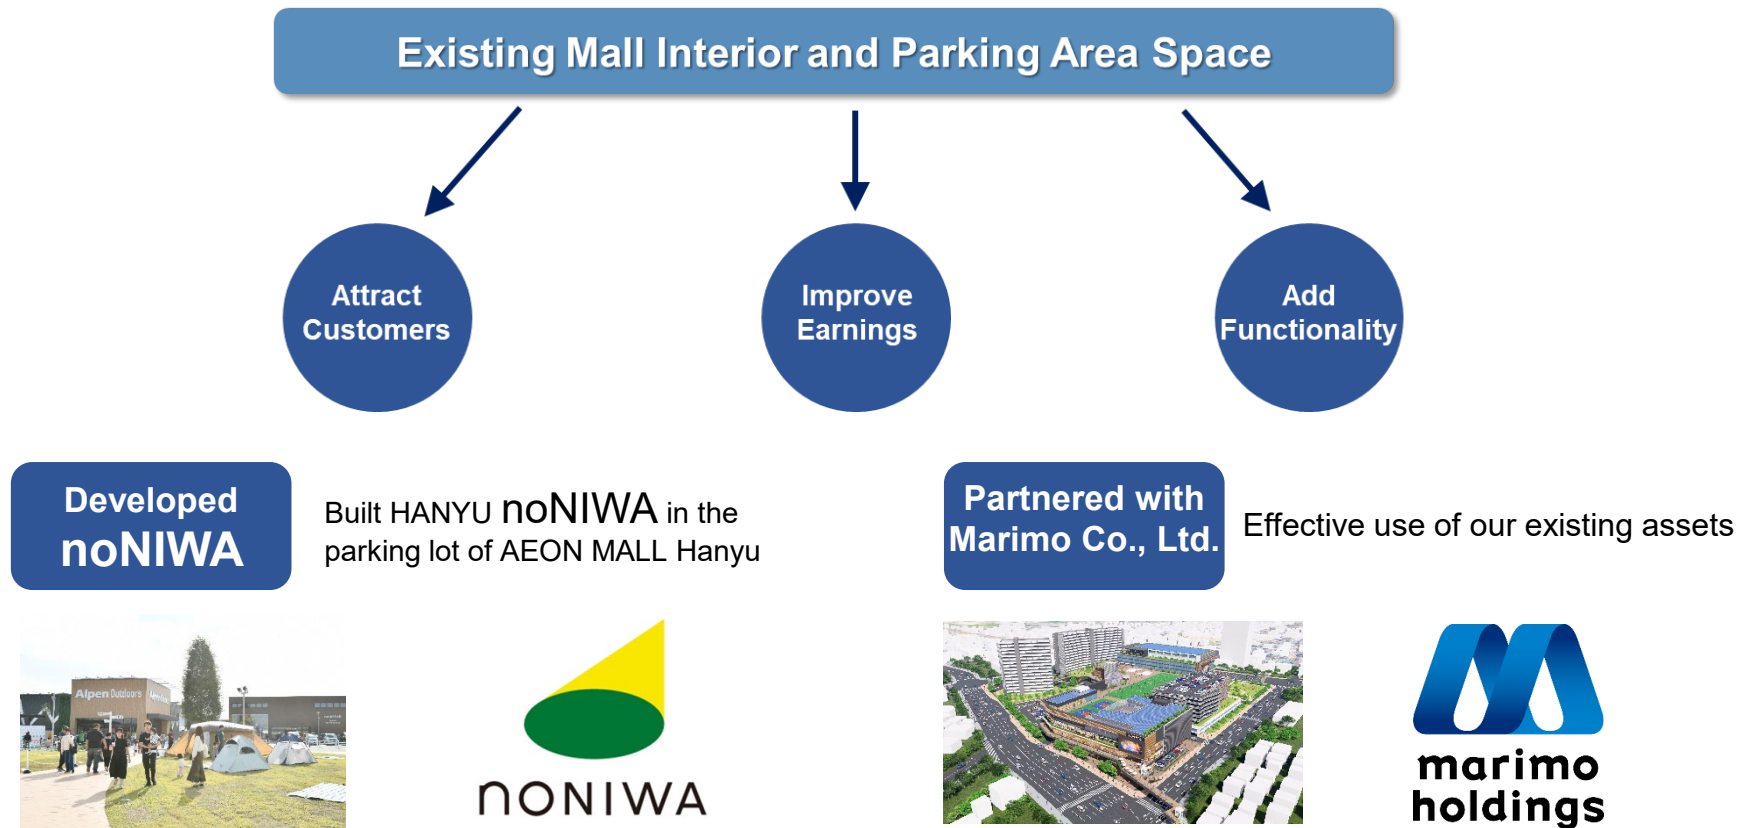 Existing Mall Interior and Parking Area Space
Attract
Customers
Improve
Earnings
Add
Functionality
Developed
noNIWA
Built HANYU noNIWA in the
parking lot of AEON MALL Hanyu
Partnered with
Marimo Co., Ltd.
Effective use of our existing assets
Alpen Outdoors
noNIWA
marimo
holdings